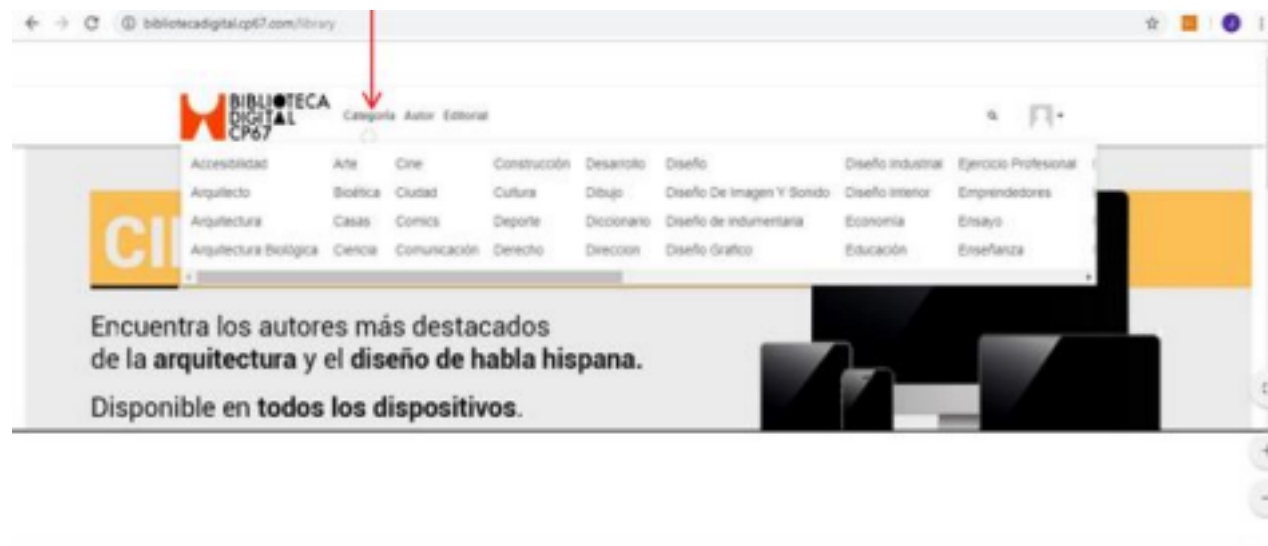 bibliotecadigital.cp67.com/library
BIBLIOTECA
DIGITAL
CP67
Categoría Autor Editorial
Accesibilidad Arte Cine Construcción Desarrollo Diseño Diseño Industrial Ejercicio Profesional
Arquitecto Bioética Ciudad Cultura Dibujo Diseño De Imagen Y Sonido Diseño Interior Emprendedores
Arquitectura Casas Comics Deporte Diccionario Diseño de indumentaria Economía Ensayo
Arquitectura Biológica Ciencia Comunicación Derecho Direccion Diseño Grafico Educación Enseñanza
Encuentra los autores más destacados
de la arquitectura y el diseño de habla hispana.
Disponible en todos los dispositivos.